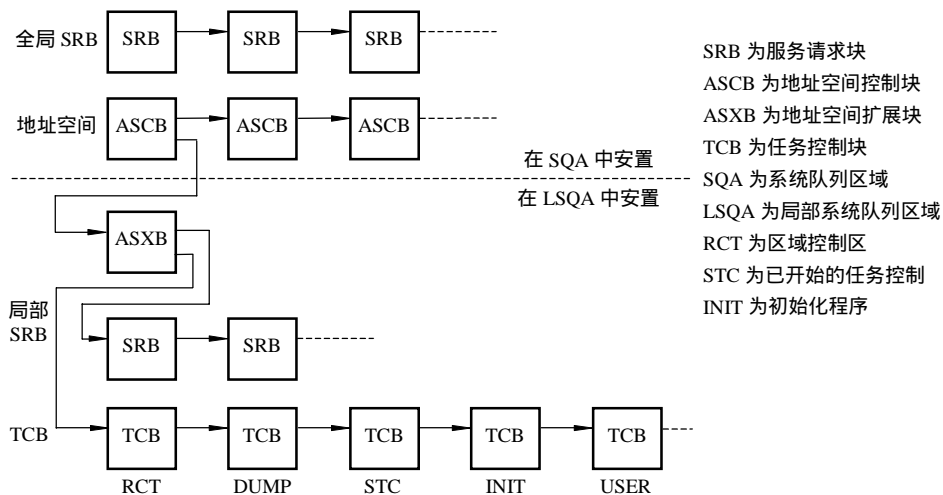 全局 SRB
SRB
SRB
SRB
地址空间
ASCB
ASCB
ASCB
在 SQA 中安置
在 LSQA 中安置
ASXB
局部
SRB
SRB
SRB
TCB
TCB
TCB
TCB
TCB
TCB
RCT
DUMP
STC
INIT
USER
SRB 为服务请求块
ASCB 为地址空间控制块
ASXB 为地址空间扩展块
TCB 为任务控制块
SQA 为系统队列区域
LSQA 为局部系统队列区域
RCT 为区域控制区
STC 为已开始的任务控制
INIT 为初始化程序